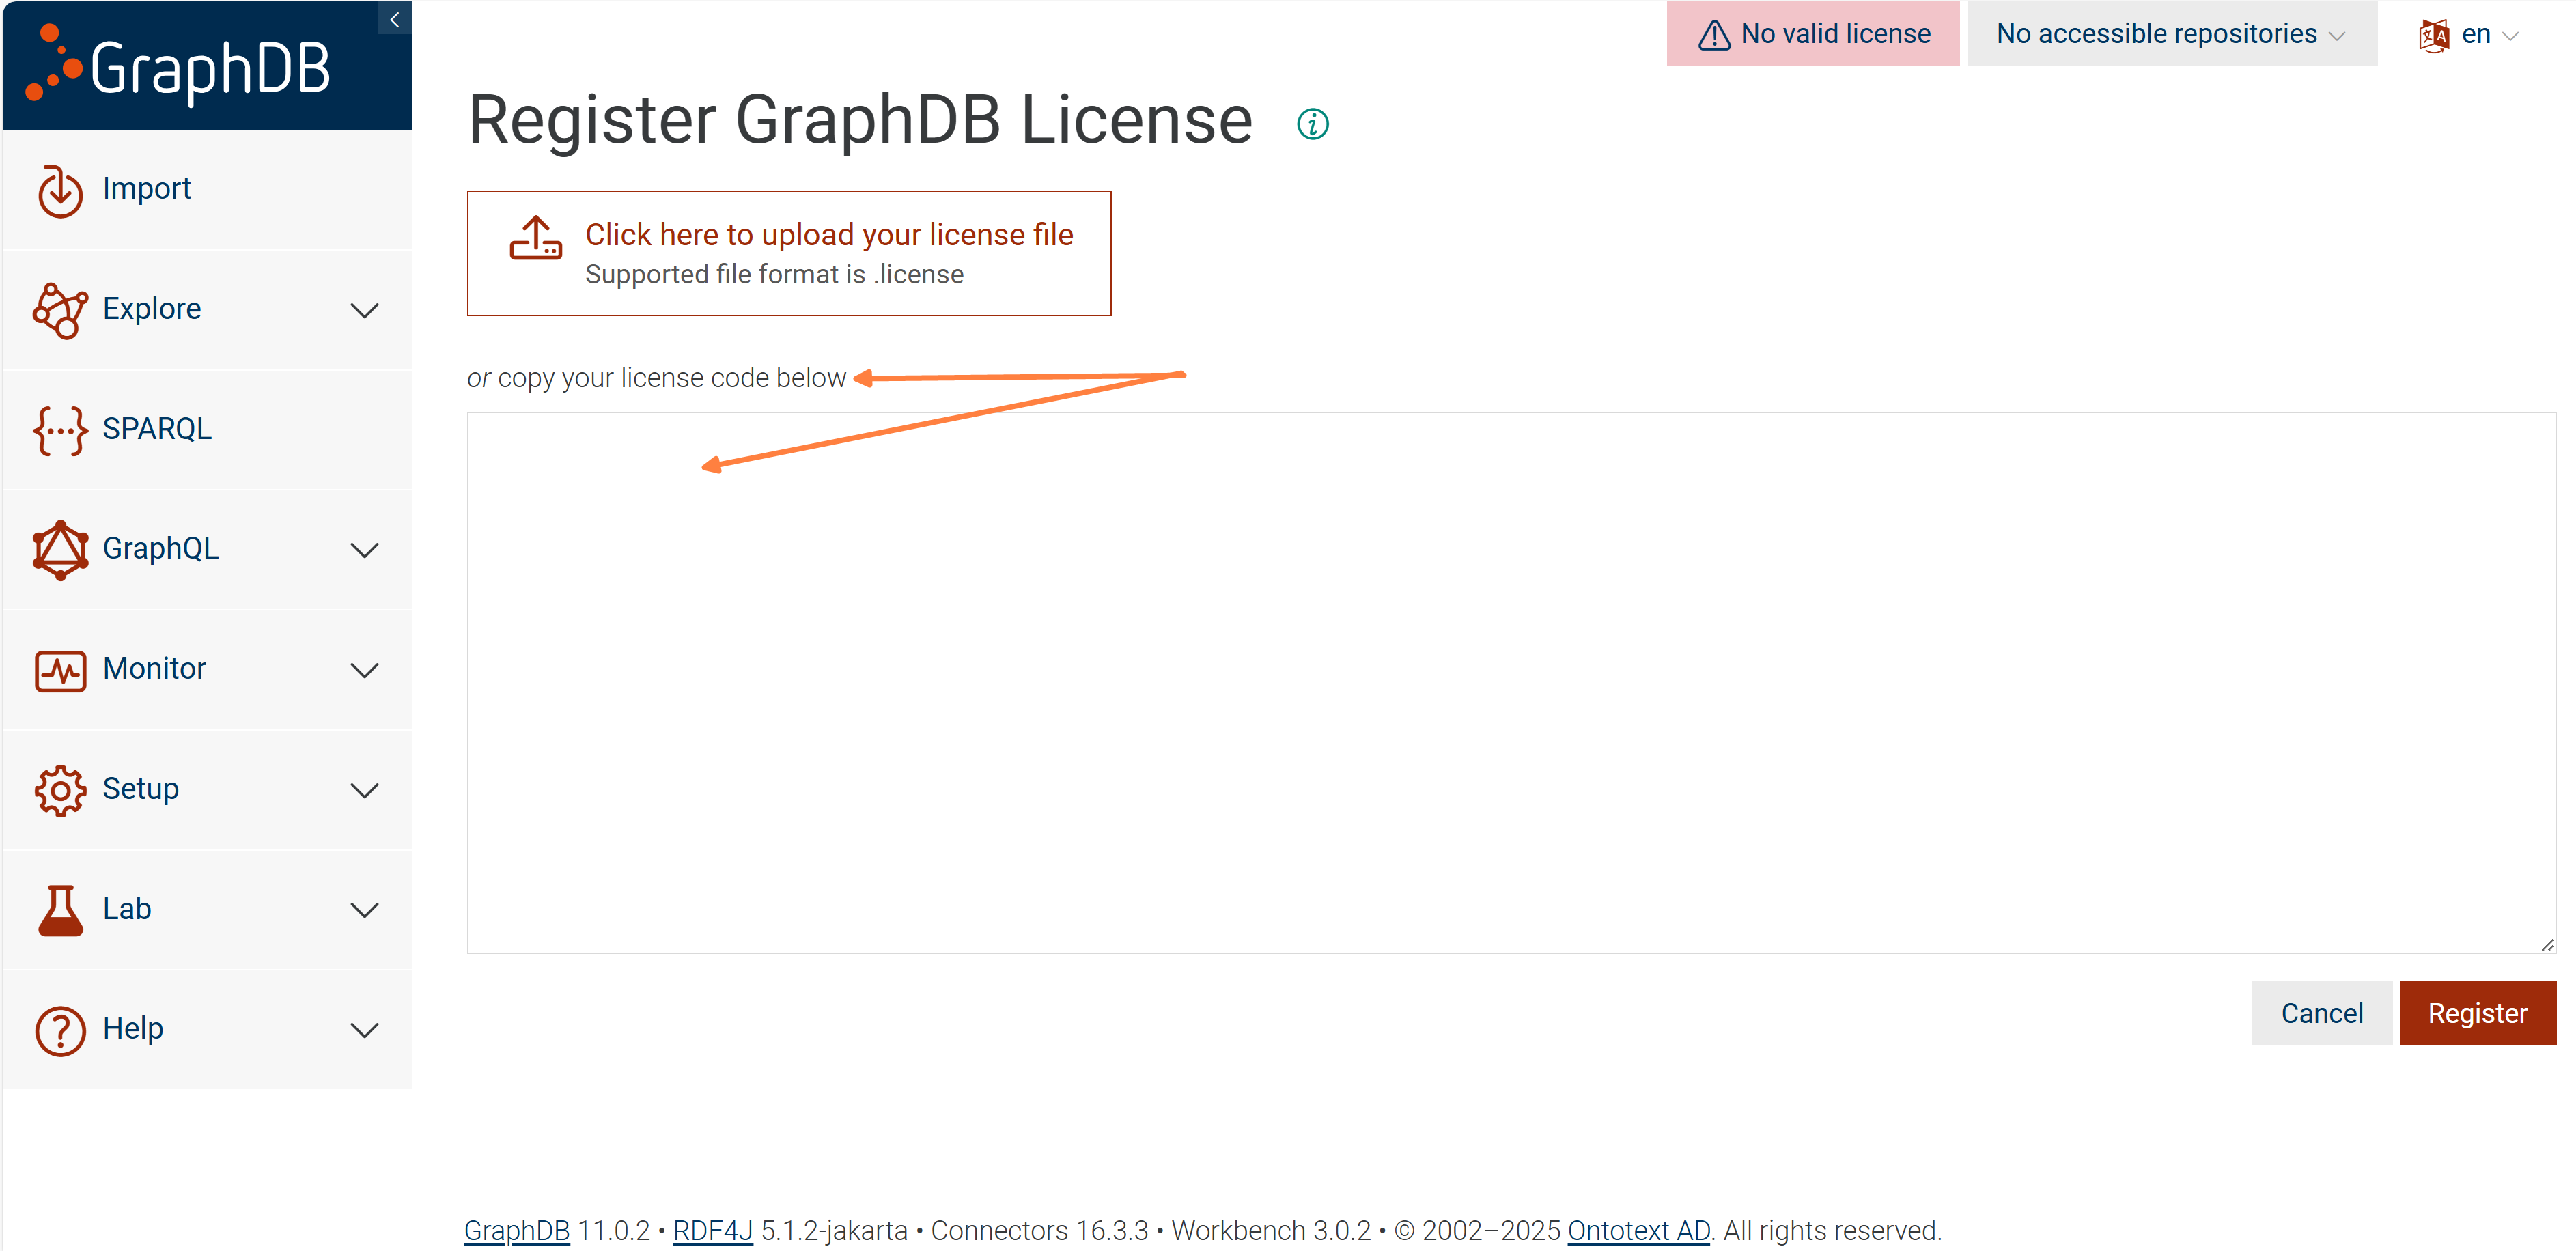 GraphDB
No valid license
No accessible repositories
en
Register GraphDB License
Import
Explore
SPARQL
GraphQL
Monitor
Setup
Lab
Help
Click here to upload your license file
Supported file format is .license
or copy your license code below
Cancel
Register
GraphDB 11.0.2 • RDF4J 5.1.2-jakarta • Connectors 16.3.3 • Workbench 3.0.2 • © 2002–2025 Ontotext AD. All rights reserved.